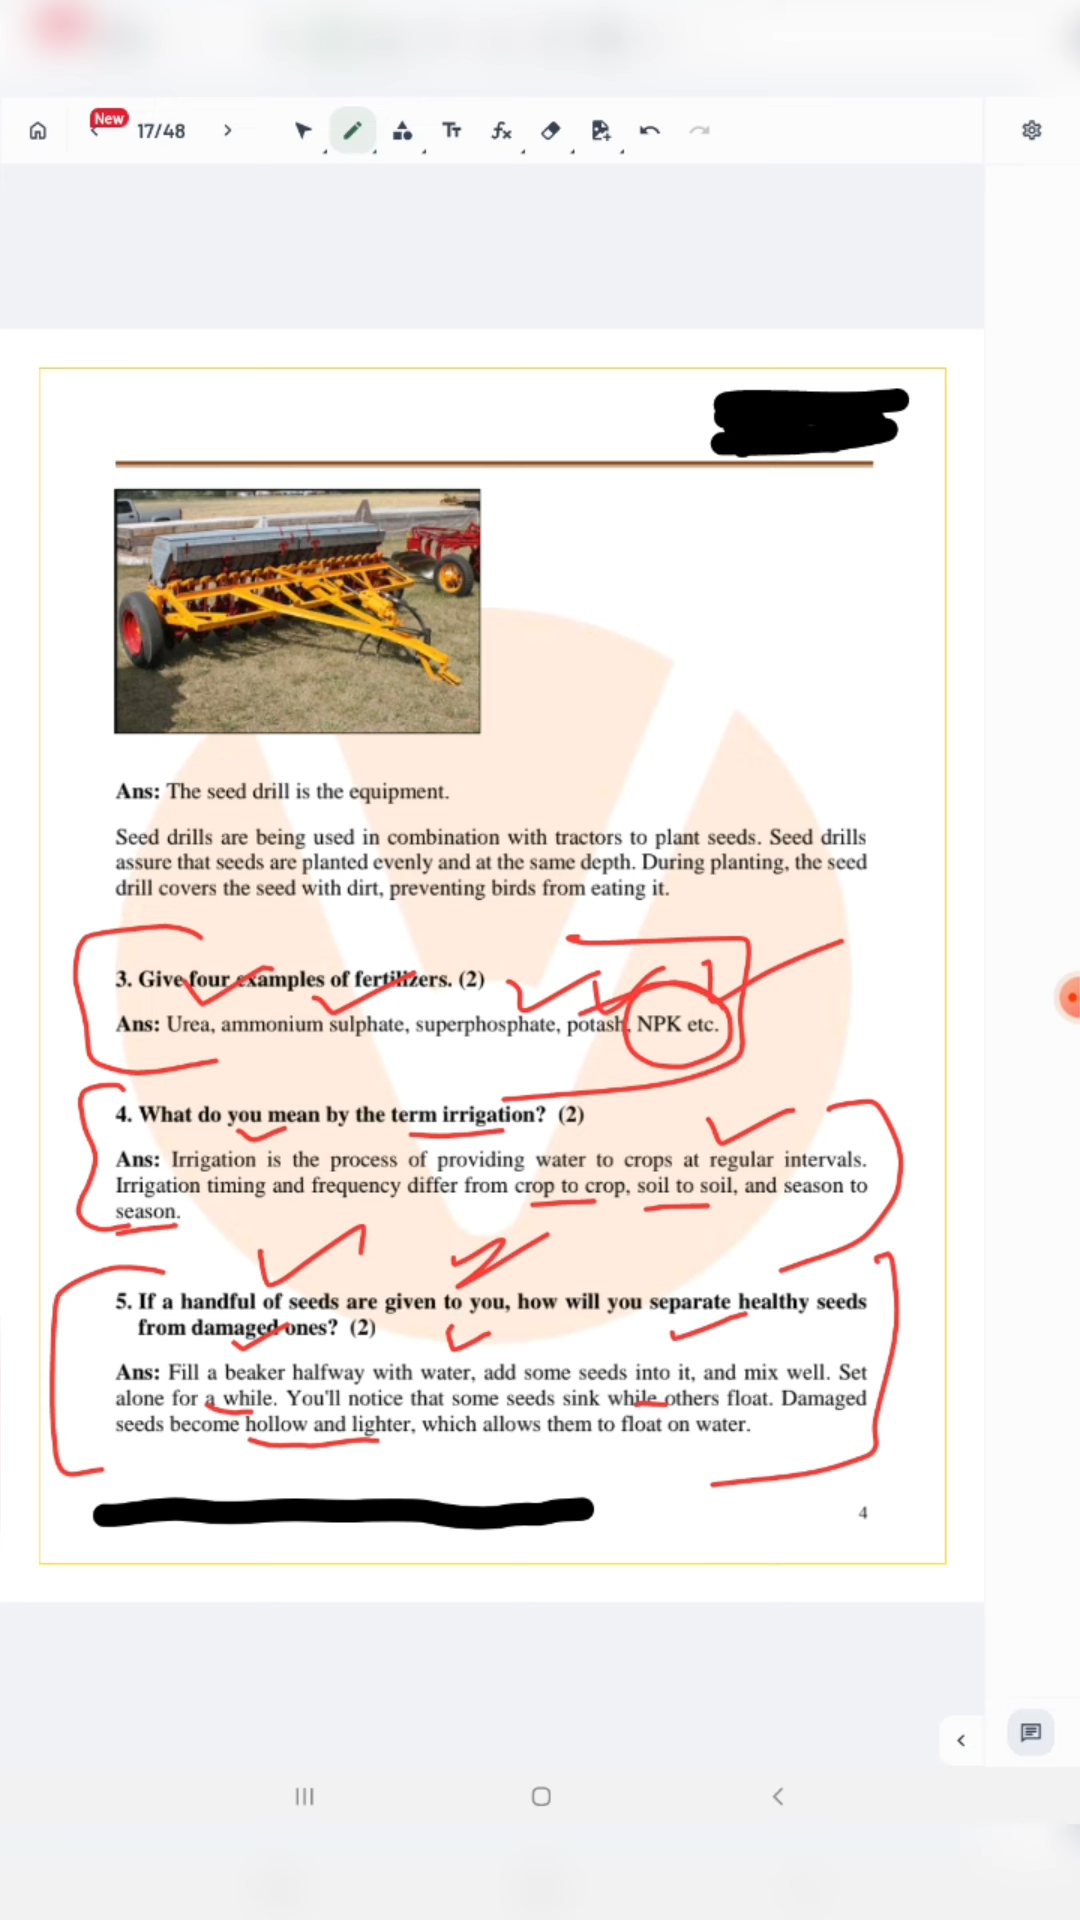 New
17/48
Ans: The seed drill is the equipment.
Seed drills are being used in combination with tractors to plant seeds. Seed drills
assure that seeds are planted evenly and at the same depth. During planting, the seed
drill covers the seed with dirt, preventing birds from eating it.
3. Give four examples of fertilizers. (2)
Ans: Urea, ammonium sulphate, superphosphate, potash, NPK etc.
4. What do you mean by the term irrigation? (2)
Ans: Irrigation is the process of providing water to crops at regular intervals.
Irrigation timing and frequency differ from crop to crop, soil to soil, and season to
season.
5. If a handful of seeds are given to you, how will you separate healthy seeds
from damaged ones? (2)
Ans: Fill a beaker halfway with water, add some seeds into it, and mix well. Set
alone for a while. You'll notice that some seeds sink while others float. Damaged
seeds become hollow and lighter, which allows them to float on water.
4